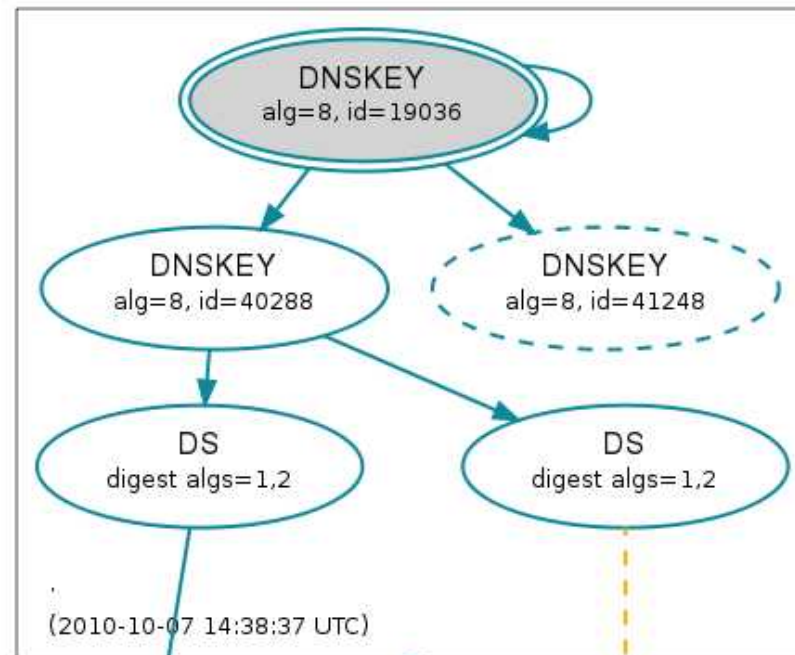 DNSKEY
alg=8, id=19036
DNSKEY
alg=8, id=40288
DNSKEY
alg=8, id=41248
DS
digest algs=1,2
DS
digest algs=1,2
.
(2010-10-07 14:38:37 UTC)